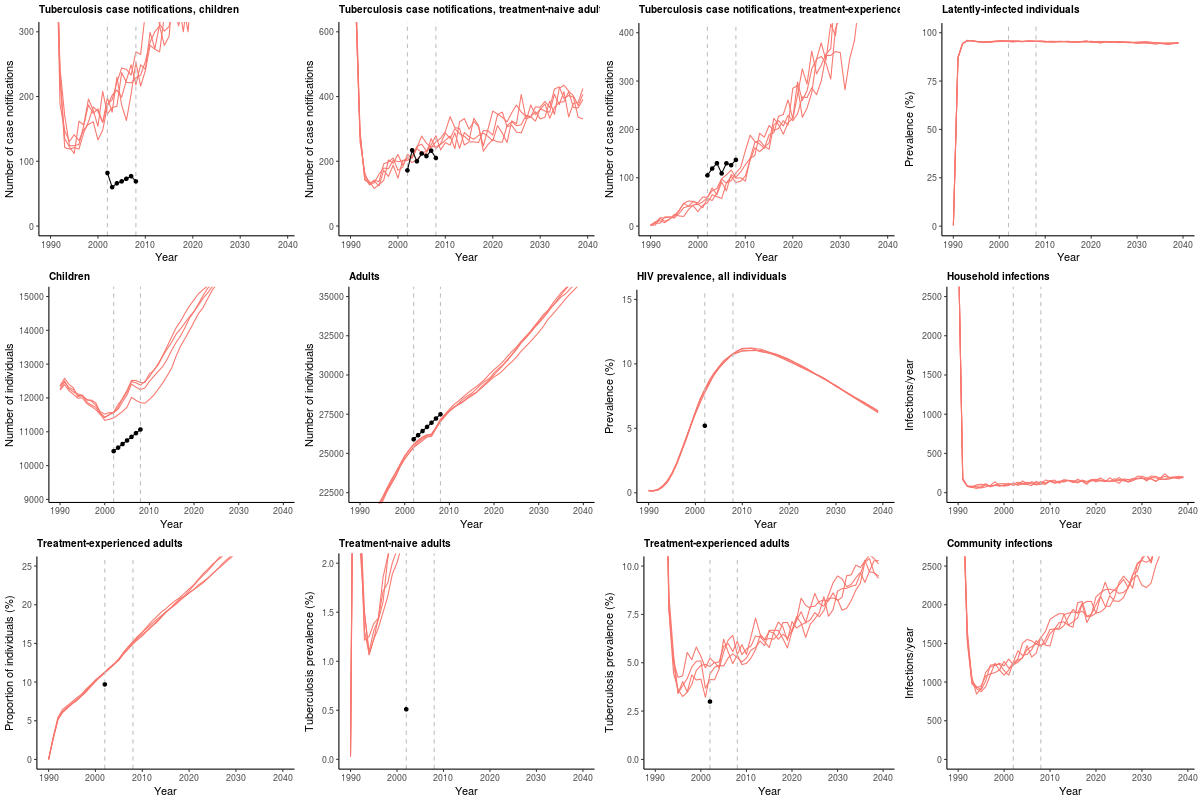 Tuberculosis case notifications, children
Number of case notifications
300
200
100
0
1990 2000 2010 2020 2030 2040
Year
Tuberculosis case notifications, treatment-naive adul
Number of case notifications
600
400
200
0
1990 2000 2010 2020 2030 2040
Year
Tuberculosis case notifications, treatment-experience
Number of case notifications
400
300
200
100
0
1990 2000 2010 2020 2030 2040
Year
Latently-infected individuals
Prevalence (%)
100
75
50
25
0
1990 2000 2010 2020 2030 2040
Year
Children
Number of individuals
15000
14000
13000
12000
11000
10000
9000
1990 2000 2010 2020 2030 2040
Year
Adults
Number of individuals
35000
32500
30000
27500
25000
22500
1990 2000 2010 2020 2030 2040
Year
HIV prevalence, all individuals
Prevalence (%)
15
10
5
0
1990 2000 2010 2020 2030 2040
Year
Household infections
Infections/year
2500
2000
1500
1000
500
0
1990 2000 2010 2020 2030 2040
Year
Treatment-experienced adults
Proportion of individuals (%)
25
20
15
10
5
0
1990 2000 2010 2020 2030 2040
Year
Treatment-naive adults
Tuberculosis prevalence (%)
2.0
1.5
1.0
0.5
0.0
1990 2000 2010 2020 2030 2040
Year
Treatment-experienced adults
Tuberculosis prevalence (%)
10.0
7.5
5.0
2.5
0.0
1990 2000 2010 2020 2030 2040
Year
Community infections
Infections/year
2500
2000
1500
1000
500
0
1990 2000 2010 2020 2030 2040
Year